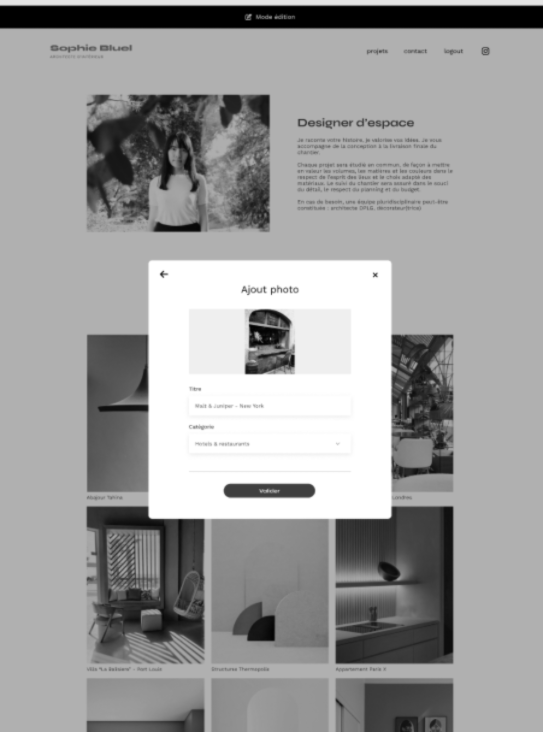 Mode édition
Sophie Bluel
ARCHITECTE D'INTÉRIEUR
projets
contact
logout
Designer d'espace
Je raconte votre histoire, je valorise vos idées. Je vous
accompagne de la conception à la livraison finale du
chantier.
Chaque projet sera étudié en commun, de façon à mettre
en valeur les volumes, les matières et les couleurs dans le
respect de l'esprit des lieux et le choix adapté des
matériaux. Le suivi du chantier sera assuré dans le souci
du détail, le respect du planning et du budget.
En cas de besoin, une équipe pluridisciplinaire peut être
constituée : architecte DPLG, décorateur(trice)
Ajout photo
Titre
& Juniper - New York
Catégorie
Hotels & restaurants
Valider
Abajour Tahina
Londres
Villa "La Balisiere" - Port Louis
Structures Thermopolis
Appartement Paris X